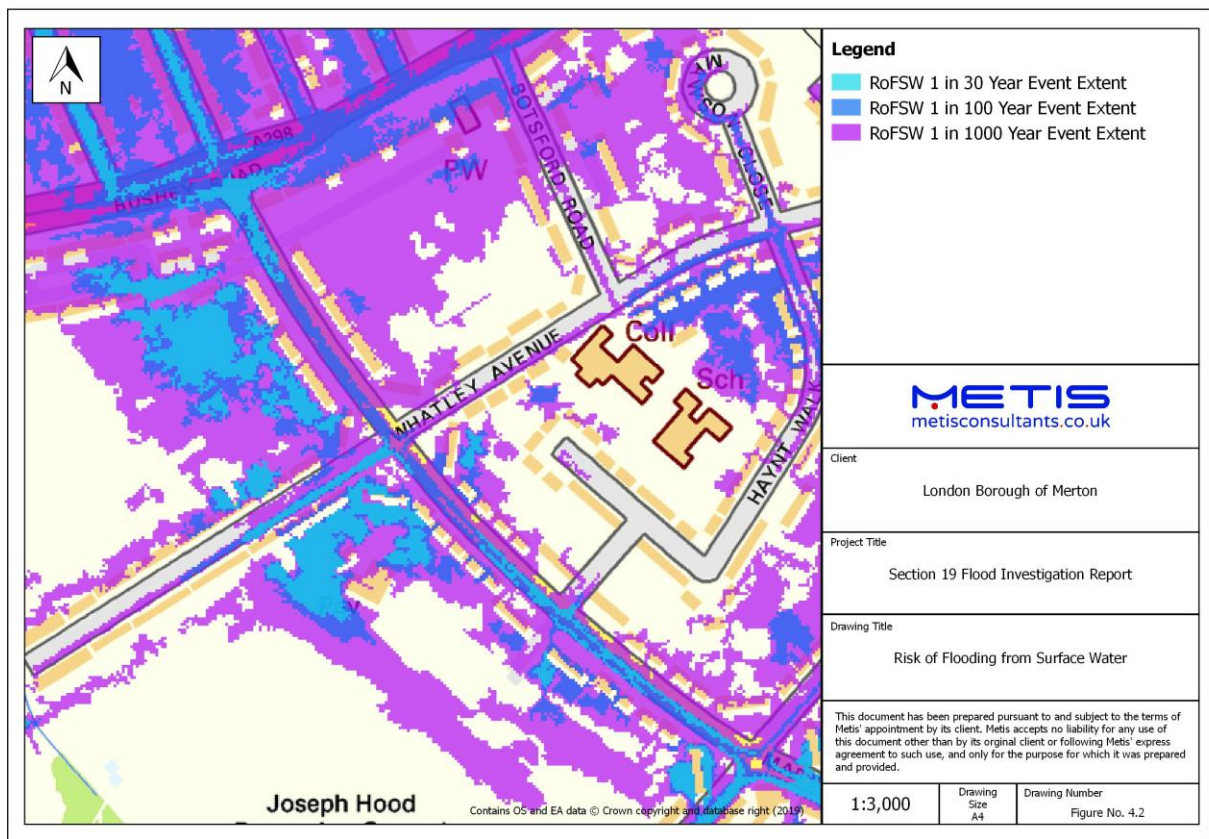 N
A298
BUSHEY ROAD
PW
BOTSFORD ROAD
CLOSE
WHATLEY AVENUE
Coll
Sch
HAYNT WALK
Joseph Hood
Contains OS and EA data © Crown copyright and database right (2019)
Legend
RoFSW 1 in 30 Year Event Extent
RoFSW 1 in 100 Year Event Extent
RoFSW 1 in 1000 Year Event Extent
METIS
metisconsultants.co.uk
Client
London Borough of Merton
Project Title
Section 19 Flood Investigation Report
Drawing Title
Risk of Flooding from Surface Water
This document has been prepared pursuant to and subject to the terms of
Metis' appointment by its client. Metis accepts no liability for any use of
this document other than by its orginal client or following Metis' express
agreement to such use, and only for the purpose for which it was prepared
and provided.
1:3,000
Drawing
Size
A4
Drawing Number
Figure No. 4.2